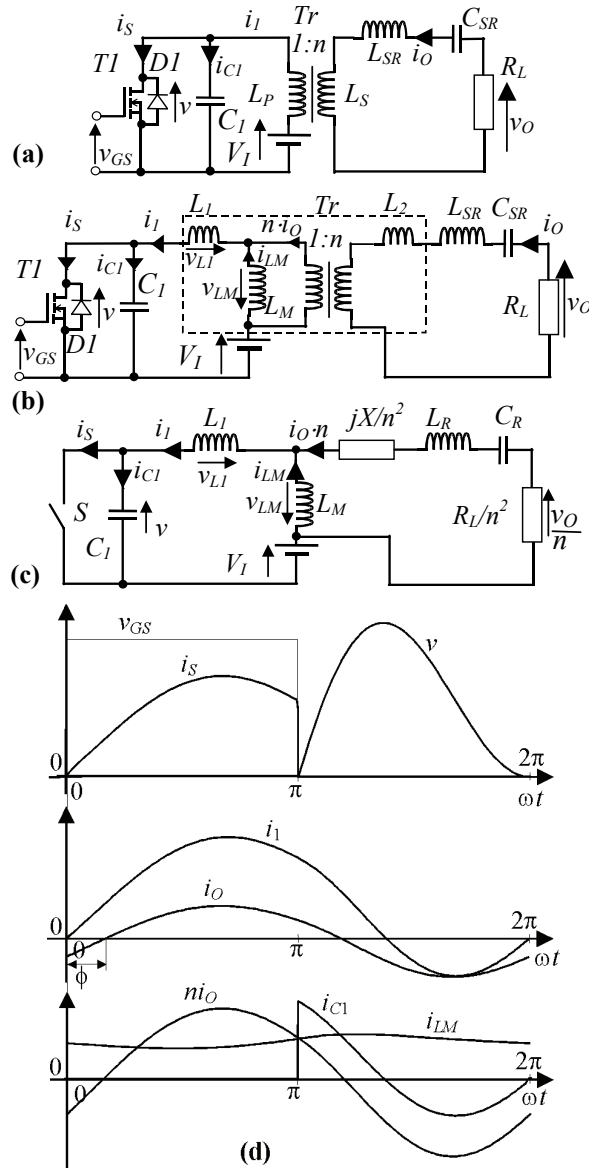 i_S i_1 Tr 1:n L_SR i_O C_SR
T1 D1 i_C1 L_P L_S R_L
v C_1 v_O
v_GS V_I
(a)
i_S i_1 L_1 n·i_O Tr 1:n L_2 L_SR C_SR i_O
T1 i_C1 C_1 v_L1 i_LM
v v_LM L_M R_L v_O
v_GS D1 V_I
(b)
i_S i_1 L_1 i_O·n jX/n² L_R C_R
i_C1 v_L1 i_LM
S v v_LM L_M R_L/n² v_O/n
C_1 V_I
(c)
v_GS
i_S v
0 0 π 2π
ωt
i_1
i_O
0 0 π 2π
ϕ ωt
ni_O i_C1 i_LM
0 0 π 2π
ωt
(d)